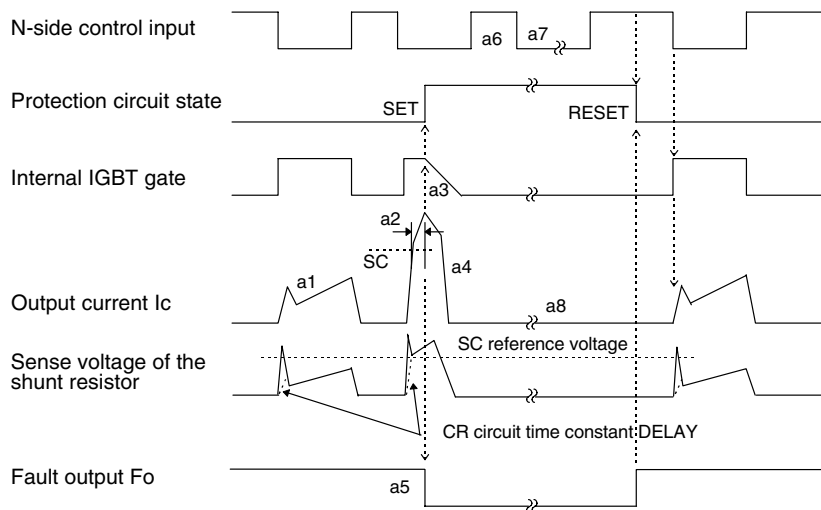 N-side control input
a6
a7
Protection circuit state
SET
RESET
Internal IGBT gate
a3
a2
SC
a4
a1
Output current Ic
a8
SC reference voltage
Sense voltage of the
shunt resistor
CR circuit time constant DELAY
Fault output Fo
a5